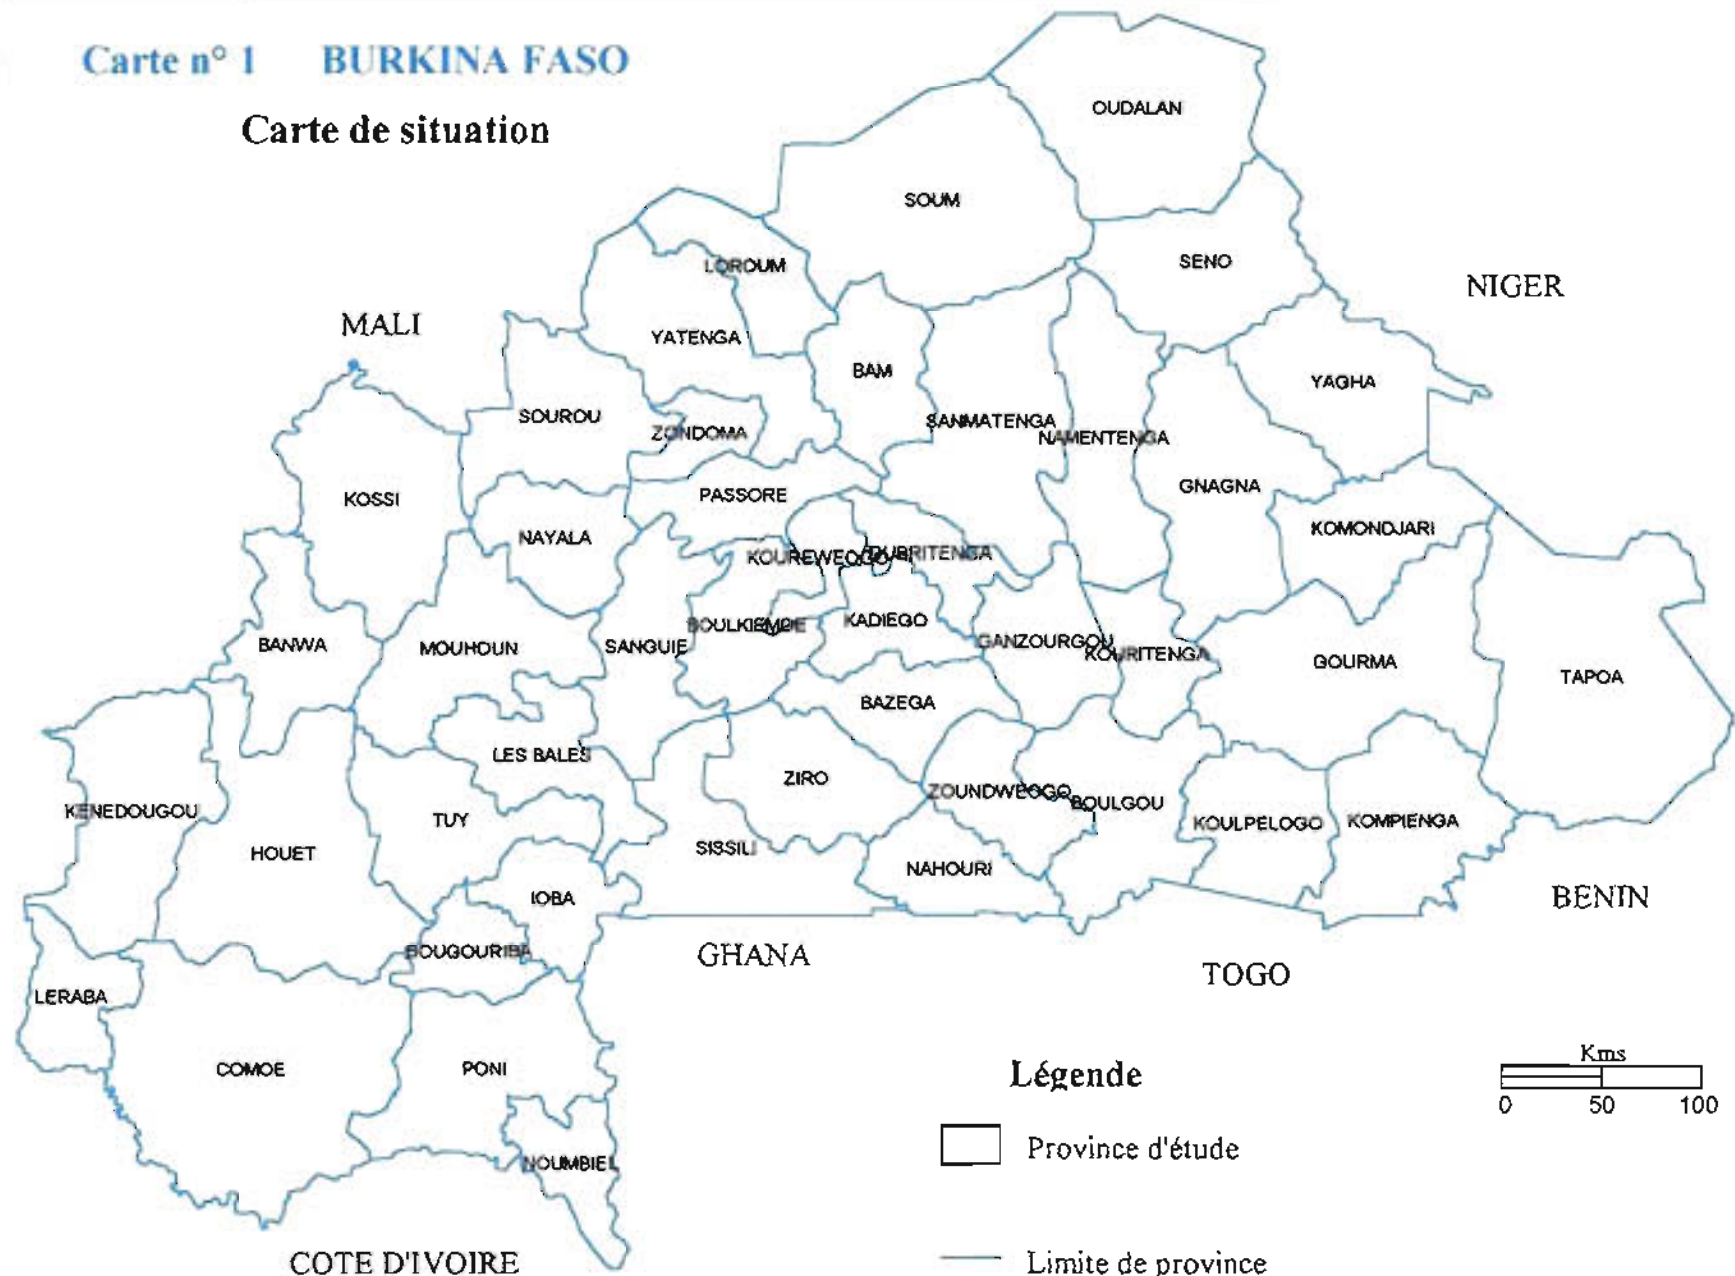 Carte n° 1 BURKINA FASO
Carte de situation
OUDALAN
SOUM
SENO
LOROUM
NIGER
MALI
YATENGA
BAM
YAGHA
SOUROU
SANMATENGA
ZONDOMA
NAMENTENGA
GNAGNA
PASSORE
KOSSI
KOMONDJARI
NAYALA
KOUREWEOGO
OUBRITENGA
KADIEGO
BOULKIEMDE
GANZOURGOU
BANWA
MOUHOUN
SANGUIE
KOURITENGA
GOURMA
TAPOA
BAZEGA
LES BALES
ZIRO
ZOUNDWEOGO
BOULGOU
KENEDOUGOU
TUY
KOULPELOGO
KOMPIENGA
HOUET
SISSILI
NAHOURI
IOBA
BENIN
BOUGOURIBA
GHANA
TOGO
LERABA
COMOE
PONI
NOUMBIEL
COTE D'IVOIRE
Légende
Province d'étude
Limite de province
Kms
0 50 100